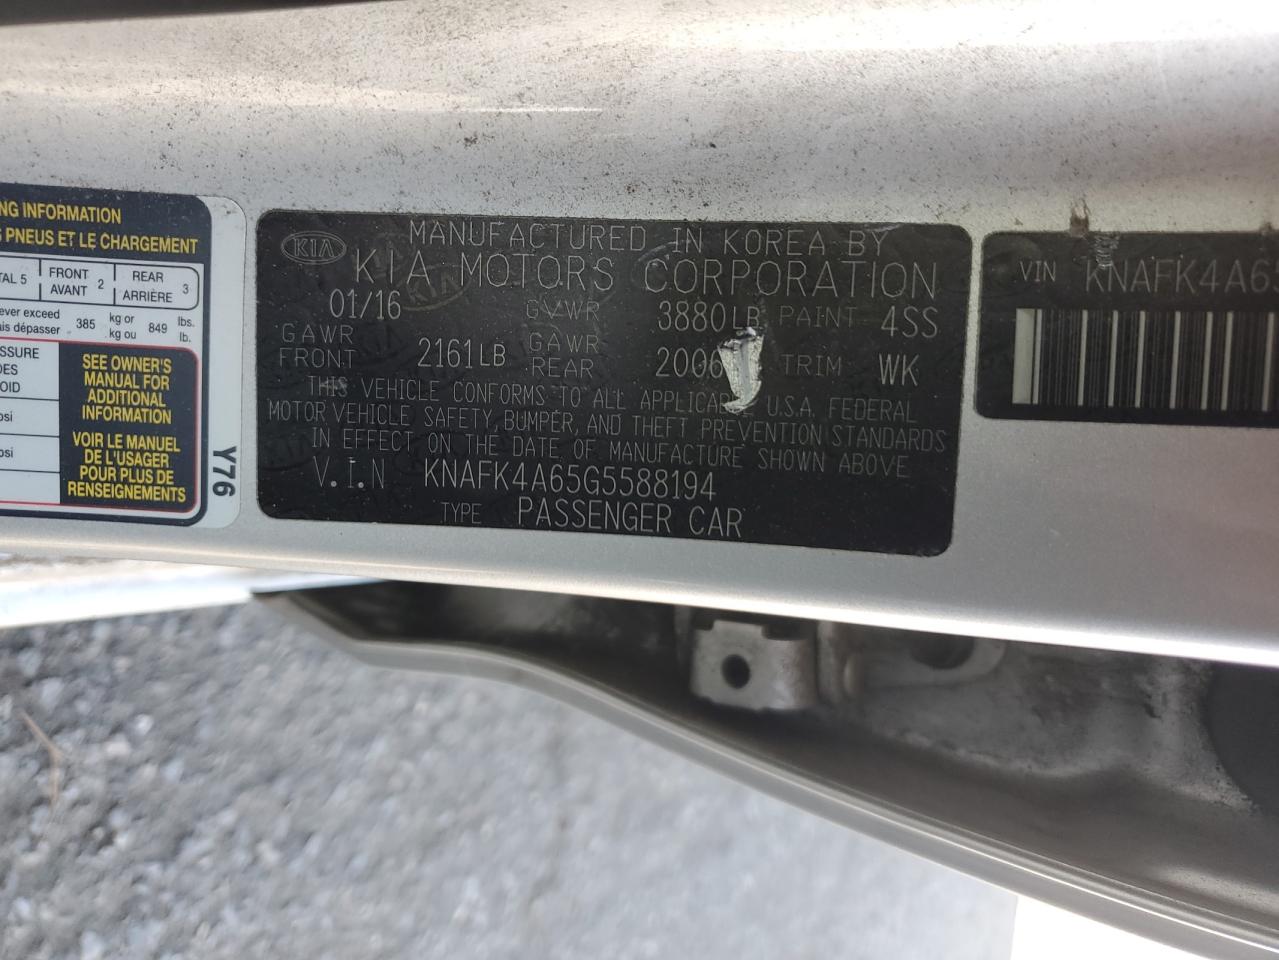 NG INFORMATION
PNEUS ET LE CHARGEMENT
TAL 5 FRONT AVANT 2 REAR ARRIÈRE 3
ever exceed 385 kg or 849 lbs.
ais dépasser kg ou lb.
SSURE
DES
OID
psi
psi
SEE OWNER'S
MANUAL FOR
ADDITIONAL
INFORMATION
VOIR LE MANUEL
DE L'USAGER
POUR PLUS DE
RENSEIGNEMENTS
Y76
KIA
MANUFACTURED IN KOREA BY
KIA MOTORS CORPORATION
01/16 GVWR 3880LB PAINT 4SS
GAWR FRONT 2161LB GAWR REAR 2006 TRIM WK
THIS VEHICLE CONFORMS TO ALL U.S.A. FEDERAL
MOTOR VEHICLE SAFETY, BUMPER, AND THEFT PREVENTION STANDARDS
IN EFFECT ON THE DATE OF MANUFACTURE SHOWN ABOVE
V.I.N KNAFK4A65G5588194
TYPE PASSENGER CAR
VIN KNAFK4A65